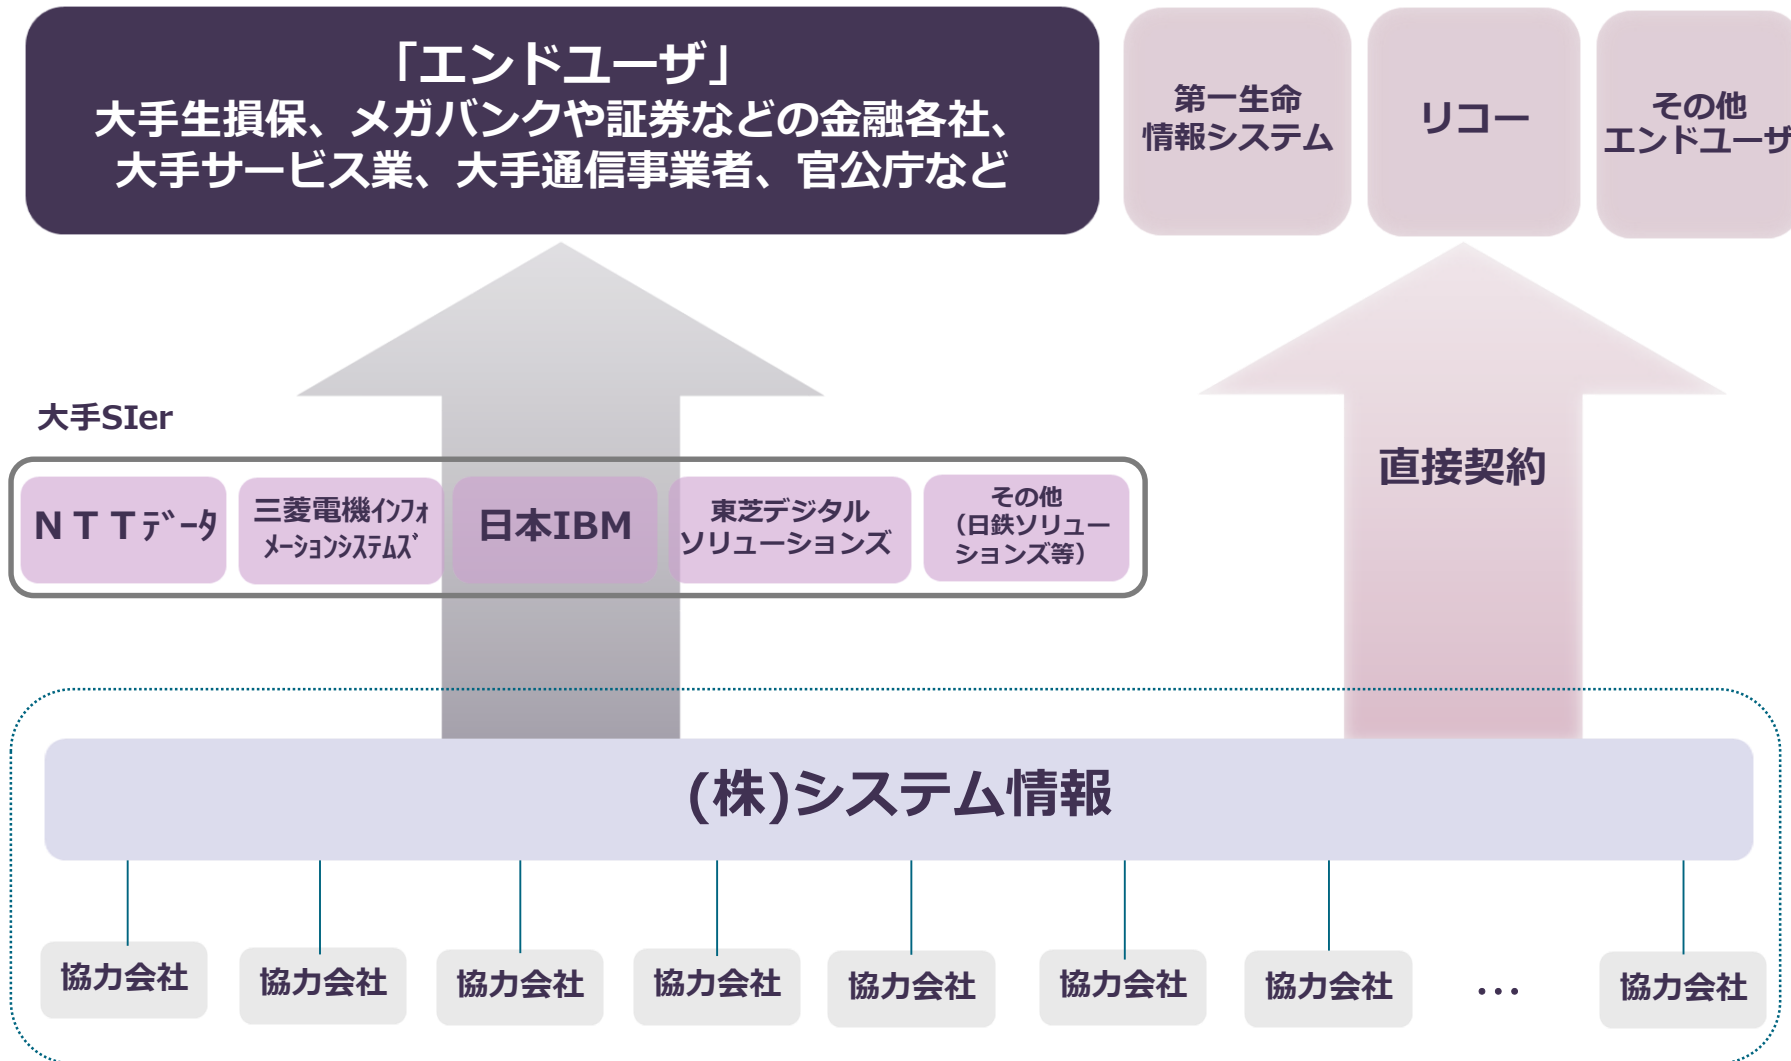 「エンドユーザ」
大手生損保、メガバンクや証券などの金融各社、
大手サービス業、大手通信事業者、官公庁など
第一生命
情報システム
リコー
その他
エンドユーザ
大手SIer
ＮＴＴﾃﾞｰﾀ
三菱電機ｲﾝﾌｫ
ﾒｰｼｮﾝｼｽﾃﾑｽﾞ
日本IBM
東芝デジタル
ソリューションズ
その他
（日鉄ソリュー
ションズ等）
直接契約
(株)システム情報
協力会社
協力会社
協力会社
協力会社
協力会社
協力会社
協力会社
…
協力会社